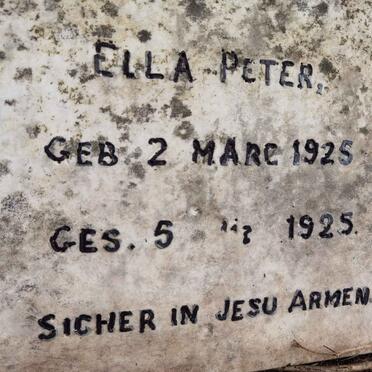 ELLA PETER.
GEB 2 MARC 1925
GES. 5 1925.
SICHER IN JESU ARMEN.